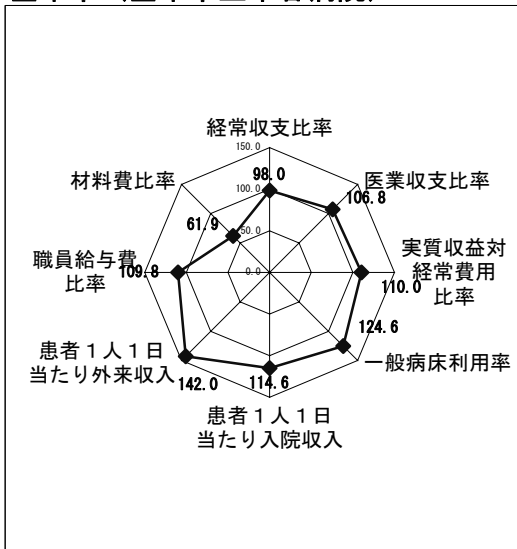 経常収支比率
150.0
98.0
100.0
50.0
0.0
医業収支比率
106.8
実質収益対
経常費用
比率
110.0
124.6
一般病床利用率
114.6
患者１人１日
当たり入院収入
患者１人１日
当たり外来収入
142.0
職員給与費
109.8
比率
材料費比率
61.9